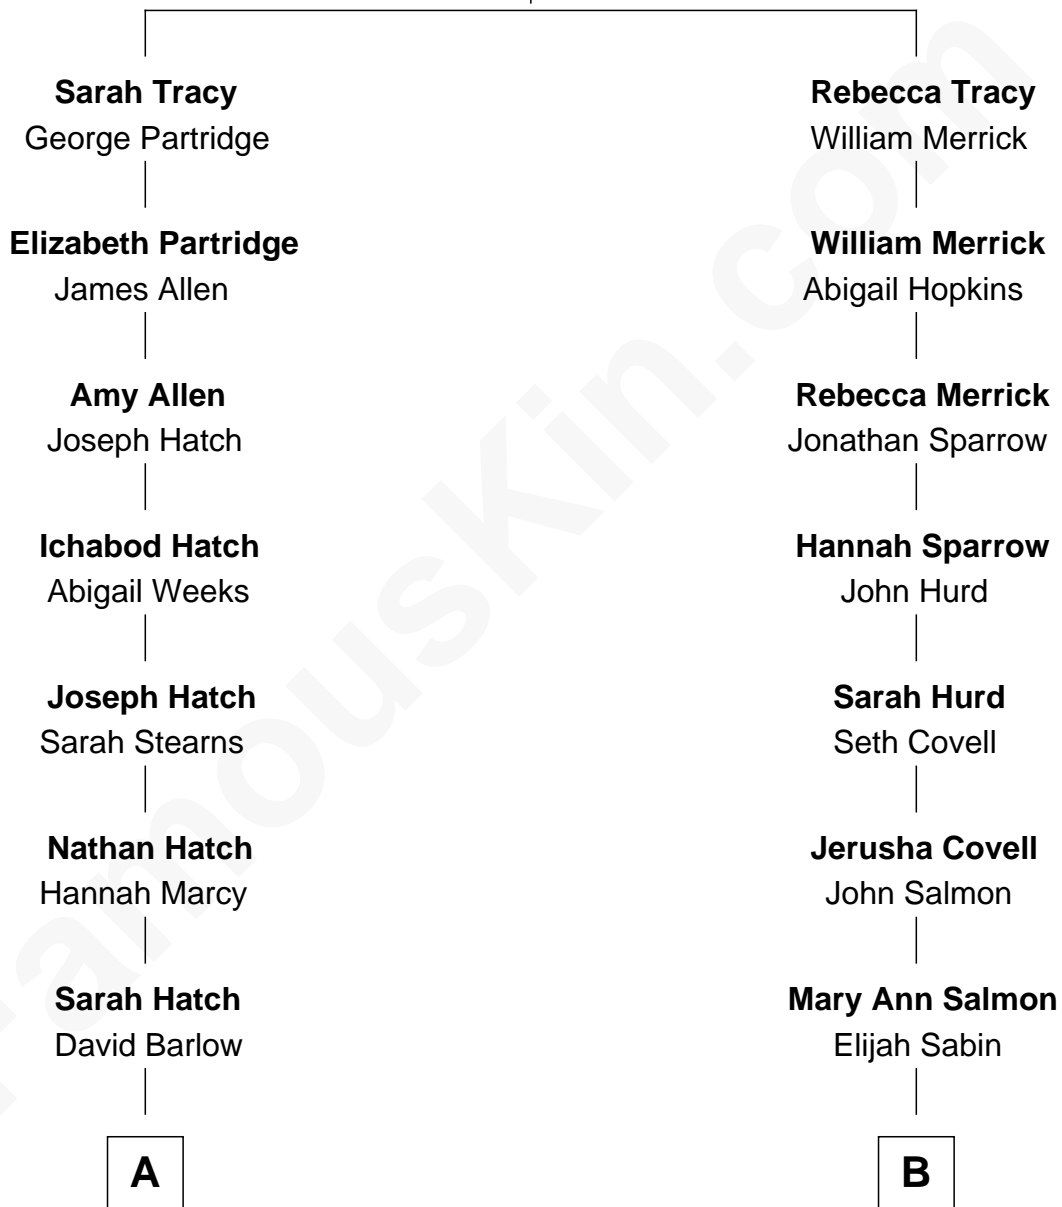 Sarah Tracy
George Partridge
Rebecca Tracy
William Merrick
Elizabeth Partridge
James Allen
William Merrick
Abigail Hopkins
Amy Allen
Joseph Hatch
Rebecca Merrick
Jonathan Sparrow
Ichabod Hatch
Abigail Weeks
Hannah Sparrow
John Hurd
Joseph Hatch
Sarah Stearns
Sarah Hurd
Seth Covell
Nathan Hatch
Hannah Marcy
Jerusha Covell
John Salmon
Sarah Hatch
David Barlow
Mary Ann Salmon
Elijah Sabin
A
B
FamousKin.com